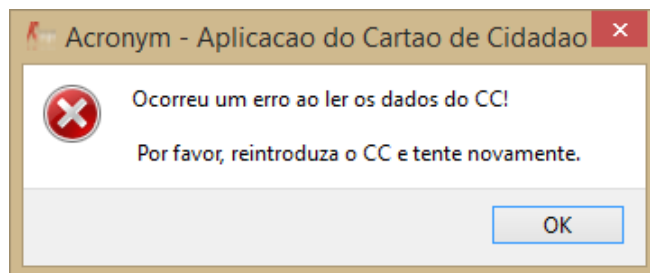 Acronym - Aplicacao do Cartao de Cidadao
Ocorreu um erro ao ler os dados do CC!
Por favor, reintroduza o CC e tente novamente.
OK